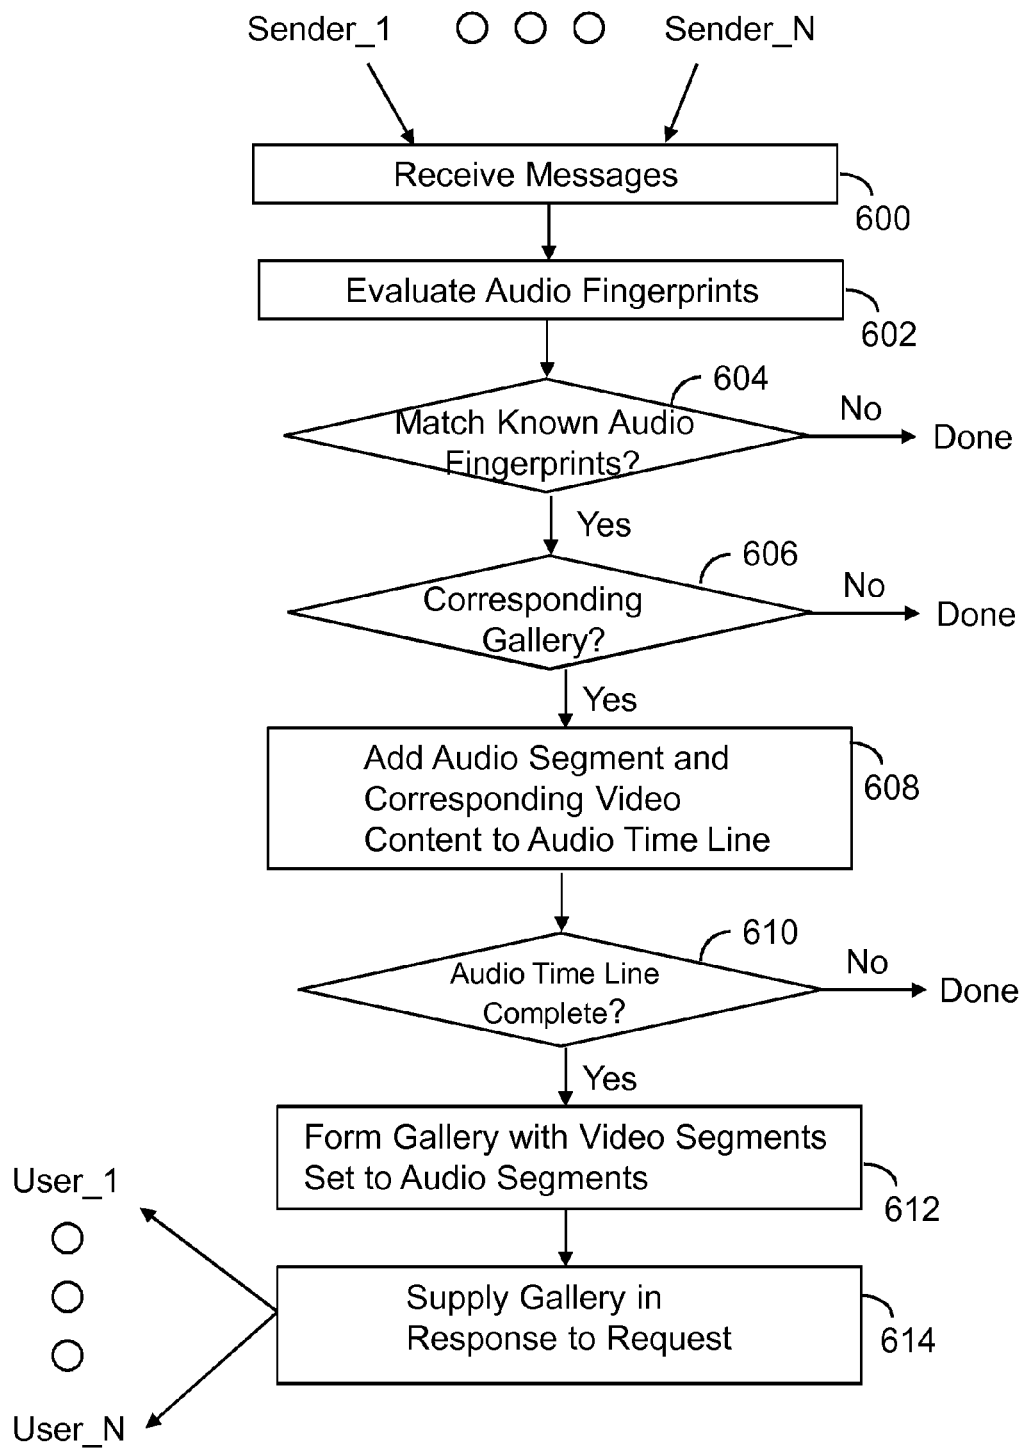 Sender_1
Sender_N
Receive Messages
600
Evaluate Audio Fingerprints
602
604
Match Known Audio
Fingerprints?
No
Done
Yes
606
Corresponding
Gallery?
No
Done
Yes
Add Audio Segment and
Corresponding Video
Content to Audio Time Line
608
610
Audio Time Line
Complete?
No
Done
Yes
Form Gallery with Video Segments
Set to Audio Segments
612
User_1
Supply Gallery in
Response to Request
614
User_N